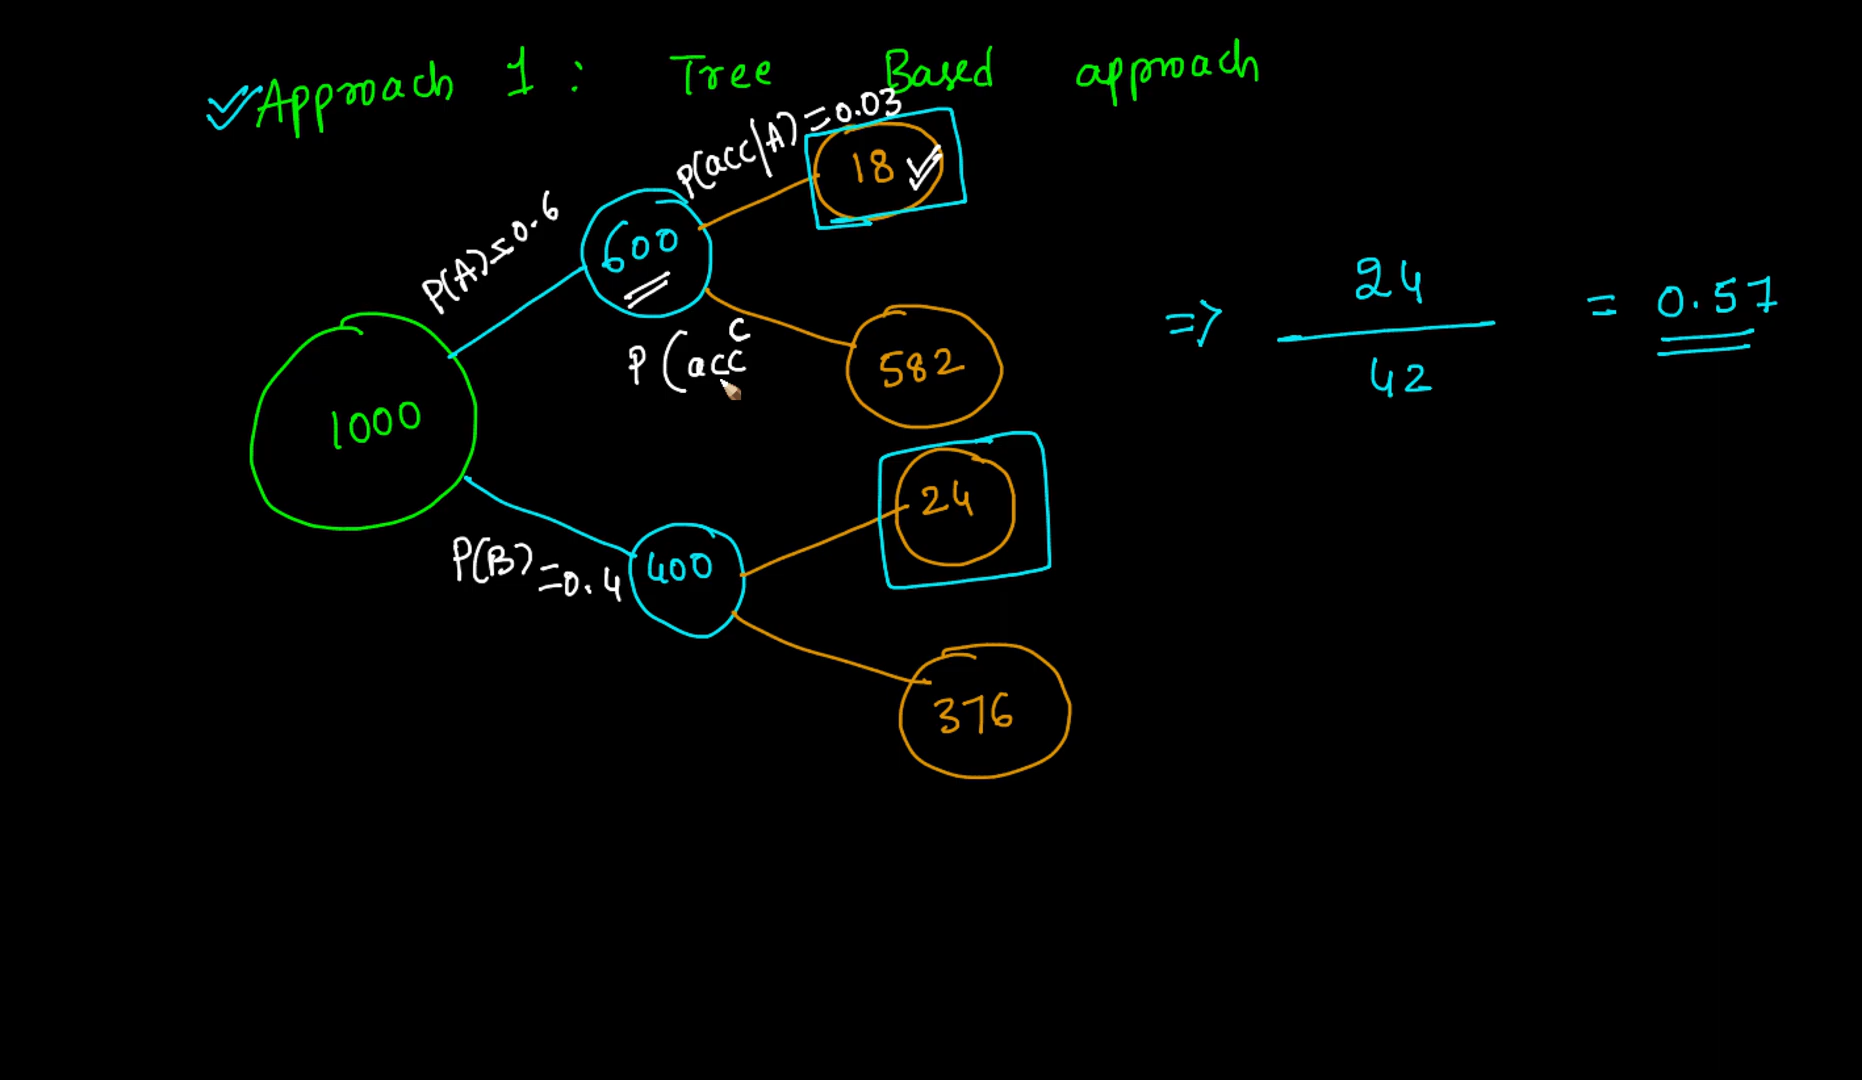 Approach 1 : Tree Based approach
P(acc|A) = 0.03
18
P(A) = 0.6
600
24
= 0.57
42
P(acc^c
582
1000
24
P(B) = 0.4
400
376